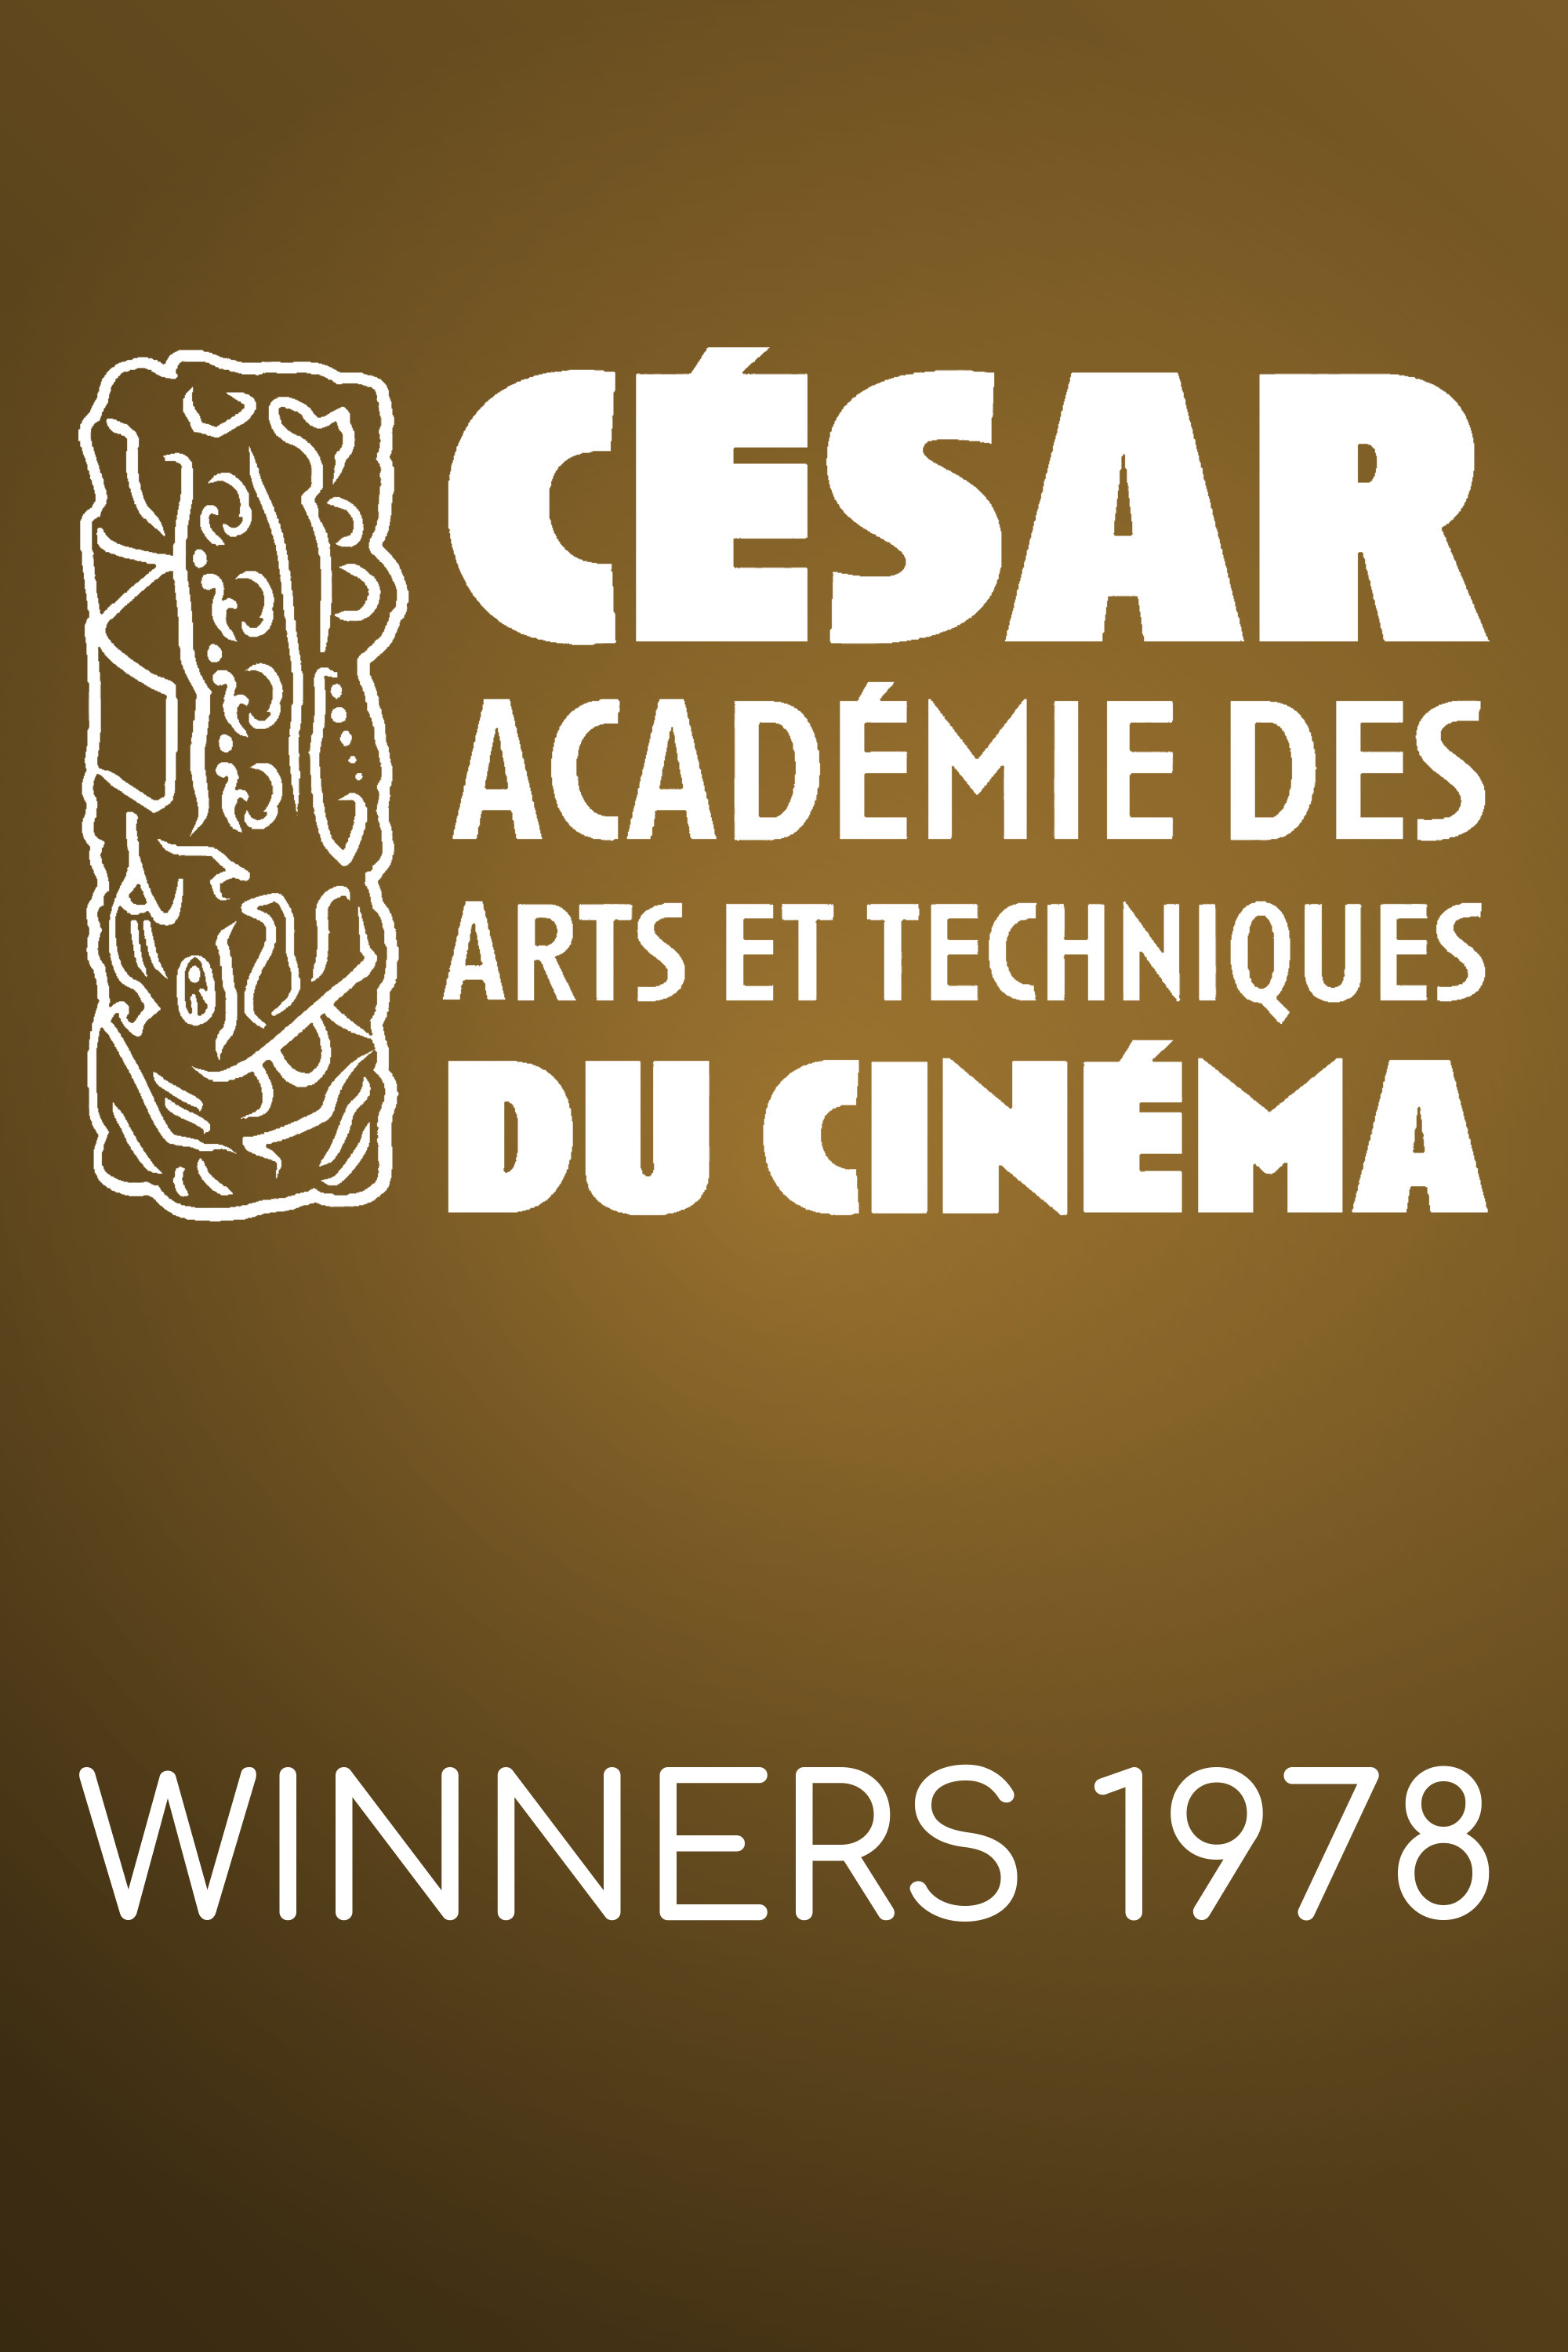 CÉSAR
ACADÉMIE DES
ARTS ET TECHNIQUES
DU CINÉMA
WINNERS 1978